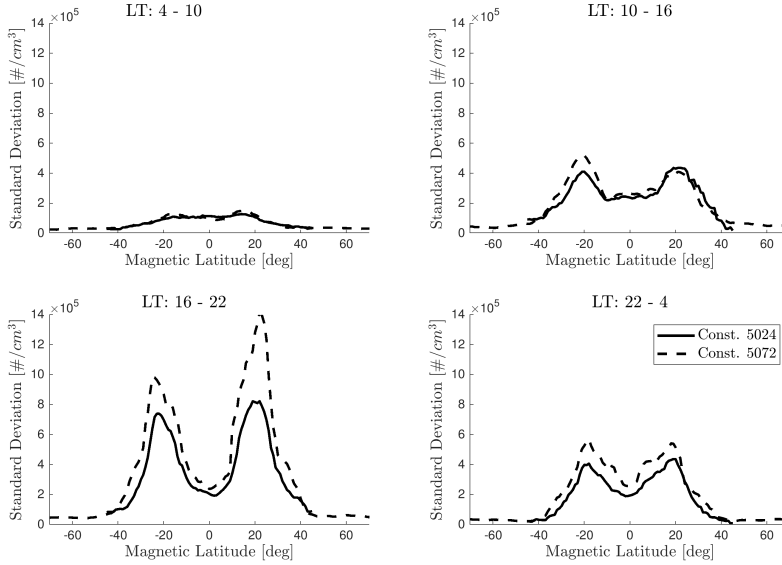 LT: 4 - 10
×10^5
Standard Deviation [#/cm^3]
14
12
10
8
6
4
2
0
-60 -40 -20 0 20 40 60
Magnetic Latitude [deg]
LT: 10 - 16
×10^5
Standard Deviation [#/cm^3]
14
12
10
8
6
4
2
0
-60 -40 -20 0 20 40 60
Magnetic Latitude [deg]
LT: 16 - 22
×10^5
Standard Deviation [#/cm^3]
14
12
10
8
6
4
2
0
-60 -40 -20 0 20 40 60
Magnetic Latitude [deg]
LT: 22 - 4
×10^5
Standard Deviation [#/cm^3]
14
12
10
8
6
4
2
0
-60 -40 -20 0 20 40 60
Magnetic Latitude [deg]
Const. 5024
Const. 5072